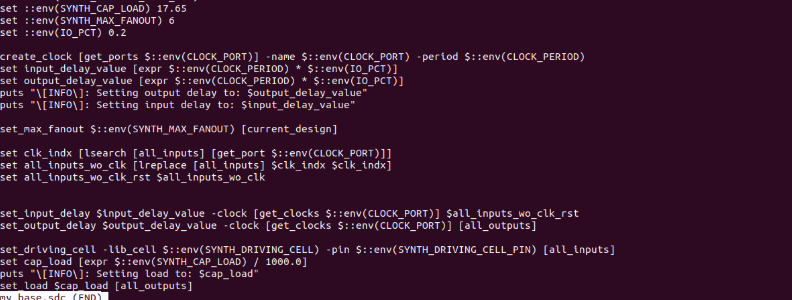 set ::env(SYNTH_CAP_LOAD) 17.65
set ::env(SYNTH_MAX_FANOUT) 6
set ::env(IO_PCT) 0.2
create_clock [get_ports $::env(CLOCK_PORT)] -name $::env(CLOCK_PORT) -period $::env(CLOCK_PERIOD)
set input_delay_value [expr $::env(CLOCK_PERIOD) * $::env(IO_PCT)]
set output_delay_value [expr $::env(CLOCK_PERIOD) * $::env(IO_PCT)]
puts "\[INFO\]: Setting output delay to: $output_delay_value"
puts "\[INFO\]: Setting input delay to: $input_delay_value"
set_max_fanout $::env(SYNTH_MAX_FANOUT) [current_design]
set clk_indx [lsearch [all_inputs] [get_port $::env(CLOCK_PORT)]]
set all_inputs_wo_clk [lreplace [all_inputs] $clk_indx $clk_indx]
set all_inputs_wo_clk_rst $all_inputs_wo_clk
set_input_delay $input_delay_value -clock [get_clocks $::env(CLOCK_PORT)] $all_inputs_wo_clk_rst
set_output_delay $output_delay_value -clock [get_clocks $::env(CLOCK_PORT)] [all_outputs]
set_driving_cell -lib_cell $::env(SYNTH_DRIVING_CELL) -pin $::env(SYNTH_DRIVING_CELL_PIN) [all_inputs]
set cap_load [expr $::env(SYNTH_CAP_LOAD) / 1000.0]
puts "\[INFO\]: Setting load to: $cap_load"
set_load $cap_load [all_outputs]
my_base.sdc (END)